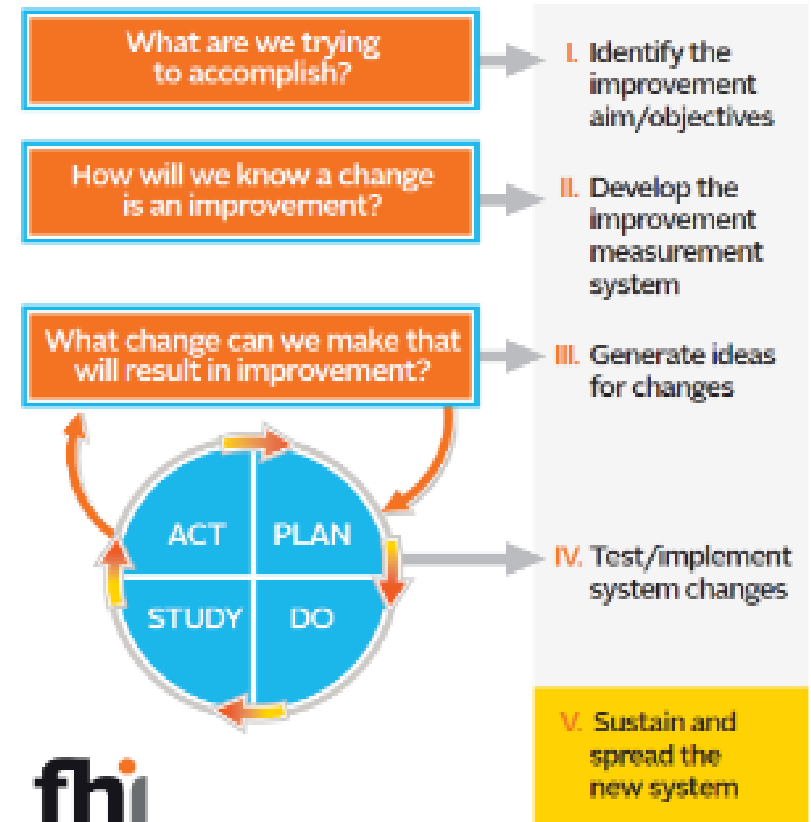 What are we trying
to accomplish?
I. Identify the
improvement
aim/objectives
How will we know a change
is an improvement?
II. Develop the
improvement
measurement
system
What change can we make that
will result in improvement?
III. Generate ideas
for changes
ACT
PLAN
STUDY
DO
IV. Test/implement
system changes
V. Sustain and
spread the
new system
fhi